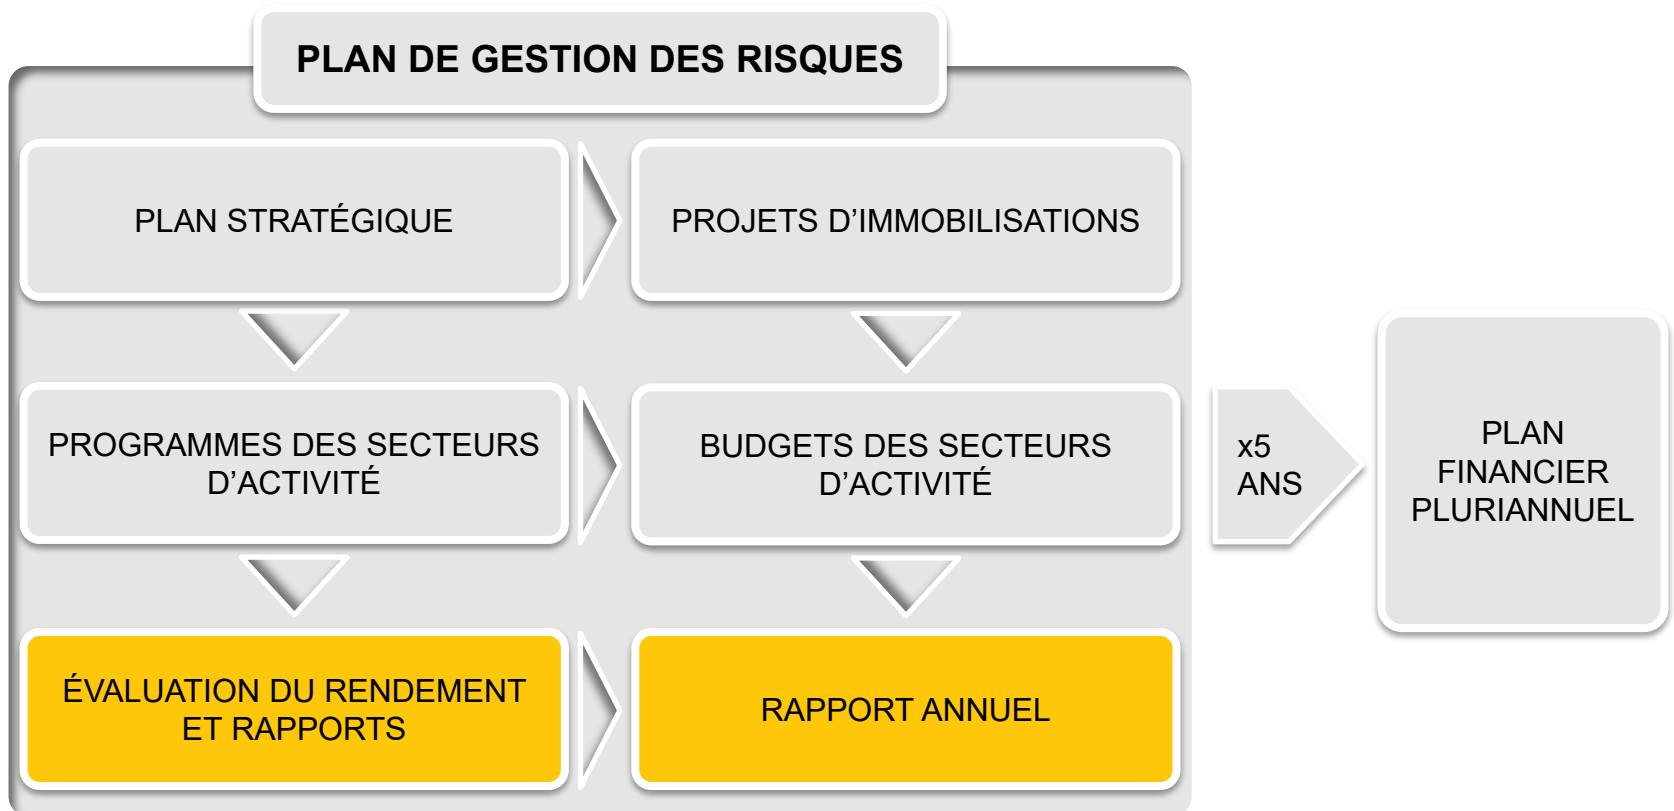 PLAN DE GESTION DES RISQUES
PLAN STRATÉGIQUE
PROJETS D’IMMOBILISATIONS
PROGRAMMES DES SECTEURS
D’ACTIVITÉ
BUDGETS DES SECTEURS
D’ACTIVITÉ
x5
ANS
PLAN
FINANCIER
PLURIANNUEL
ÉVALUATION DU RENDEMENT
ET RAPPORTS
RAPPORT ANNUEL